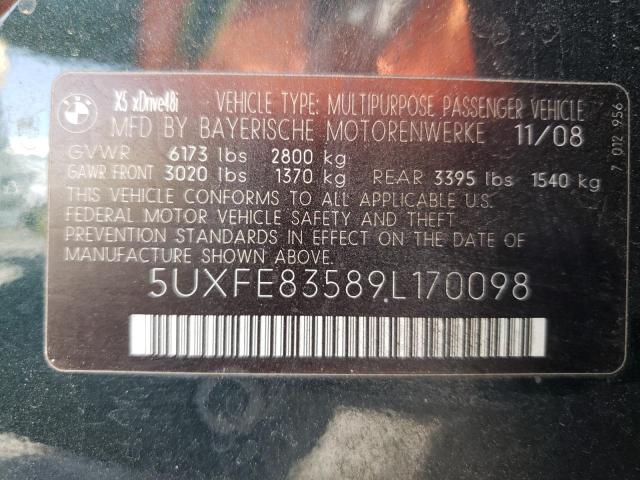 BMW
X5 xDrive48i VEHICLE TYPE: MULTIPURPOSE PASSENGER VEHICLE
MFD BY BAYERISCHE MOTORENWERKE 11/08
GVWR 6173 lbs 2800 kg
GAWR FRONT 3020 lbs 1370 kg REAR 3395 lbs 1540 kg
THIS VEHICLE CONFORMS TO ALL APPLICABLE U.S.
FEDERAL MOTOR VEHICLE SAFETY AND THEFT
PREVENTION STANDARDS IN EFFECT ON THE DATE OF
MANUFACTURE SHOWN ABOVE.
5UXFE83589L170098
7 012 956